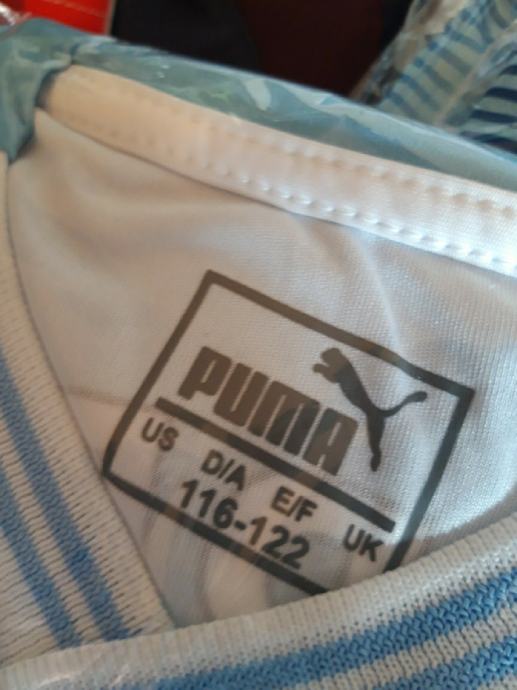 PUMA
US D/A E/F UK
116-122